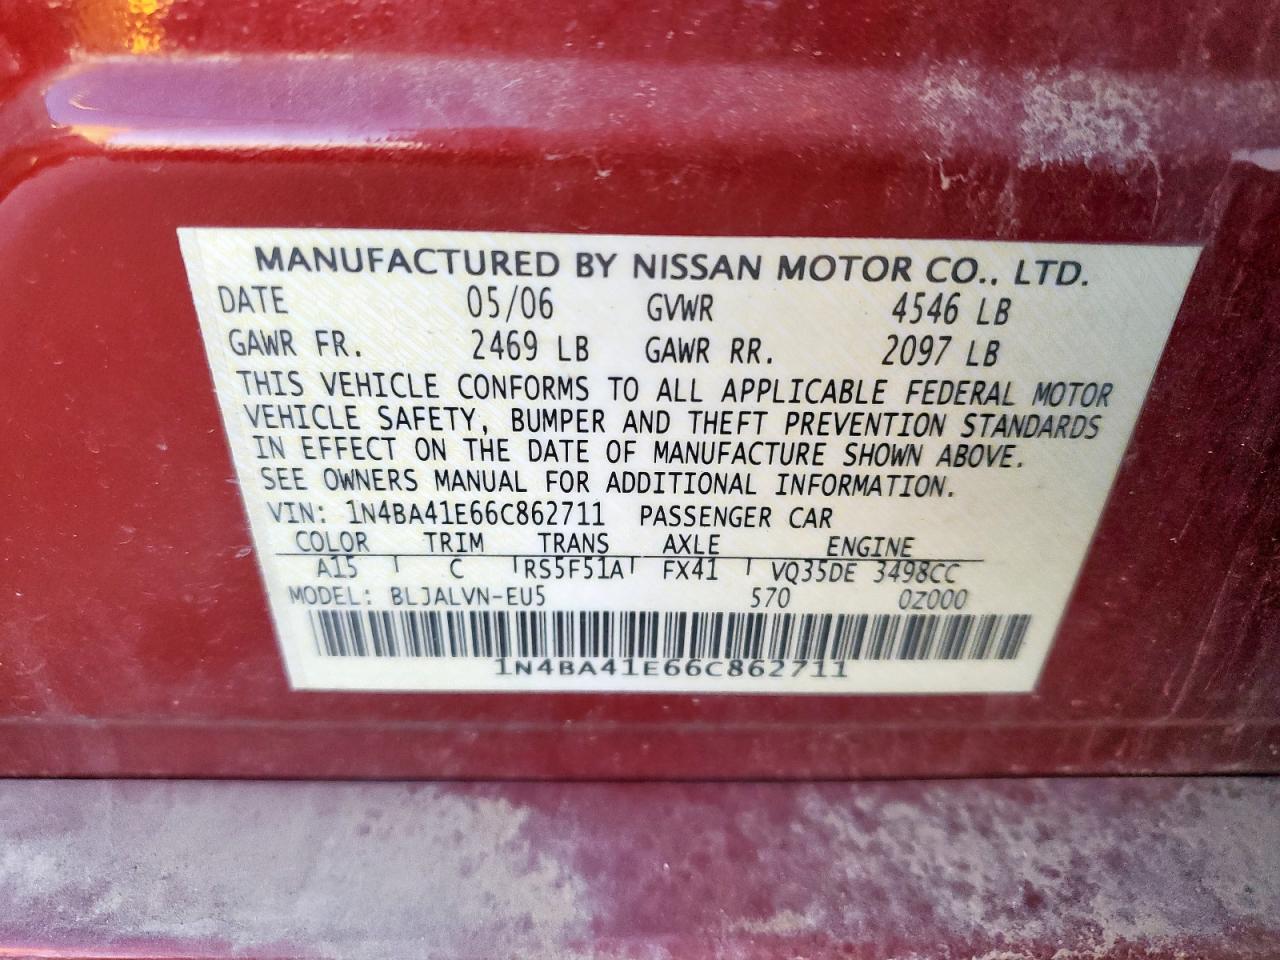 MANUFACTURED BY NISSAN MOTOR CO., LTD.
DATE 05/06 GVWR 4546 LB
GAWR FR. 2469 LB GAWR RR. 2097 LB
THIS VEHICLE CONFORMS TO ALL APPLICABLE FEDERAL MOTOR
VEHICLE SAFETY, BUMPER AND THEFT PREVENTION STANDARDS
IN EFFECT ON THE DATE OF MANUFACTURE SHOWN ABOVE.
SEE OWNERS MANUAL FOR ADDITIONAL INFORMATION.
VIN: 1N4BA41E66C862711 PASSENGER CAR
COLOR TRIM TRANS AXLE ENGINE
A15 C RS5F51A FX41 VQ35DE 3498CC
MODEL: BLJALVN-EU5 570 0Z000
1N4BA41E66C862711